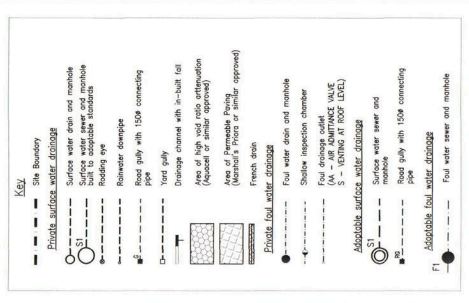 Key
Site Boundary
Private surface water drainage
Surface water drain and manhole
S1
Surface water sewer and manhole
built to adoptable standards
Rodding eye
Rainwater downpipe
RG
Road gully with 150ø connecting
pipe
Yard gully
Drainage channel with in-built fall
Area of high void ratio arttenuation
(Aquacell or similar approved)
Area of Permeable Paving
(Marshall's Priora or similar approved)
French drain
Private foul water drainage
Foul water drain and manhole
Shallow inspection chamber
Foul drainage outlet
(AA - AIR ADMITTANCE VALVE
S - VENTING AT ROOF LEVEL)
Adoptable surface water drainage
S1
Surface water sewer and
manhole
RG
Road gully with 150ø connecting
pipe
Adoptable foul water drainage
F1
Foul water sewer and manhole